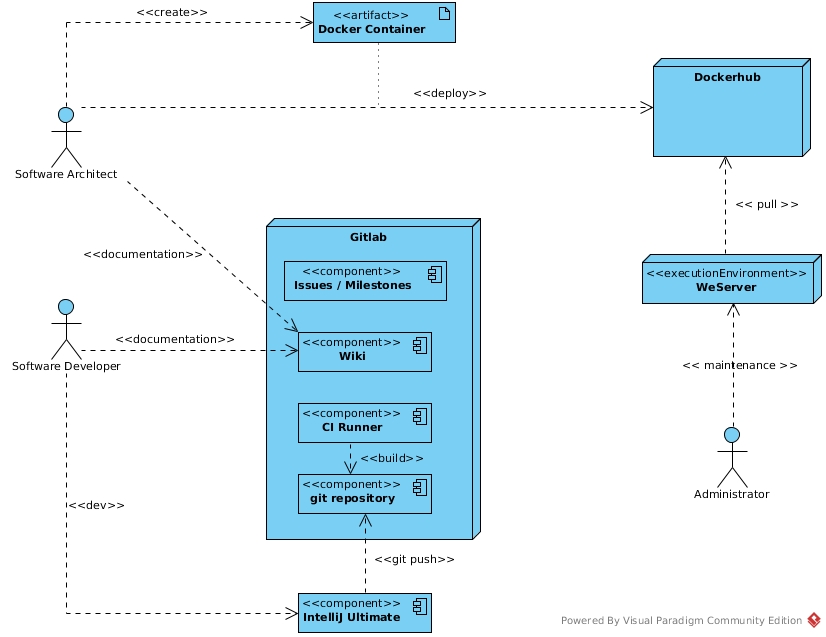 <<create>>
<<artifact>>
Docker Container
Dockerhub
<<deploy>>
Software Architect
<< pull >>
Gitlab
<<documentation>>
<<component>>
Issues / Milestones
<<executionEnvironment>>
WeServer
<<documentation>>
<<component>>
Wiki
Software Developer
<< maintenance >>
<<component>>
CI Runner
<<build>>
<<component>>
git repository
Administrator
<<dev>>
<<git push>>
<<component>>
IntelliJ Ultimate
Powered By Visual Paradigm Community Edition